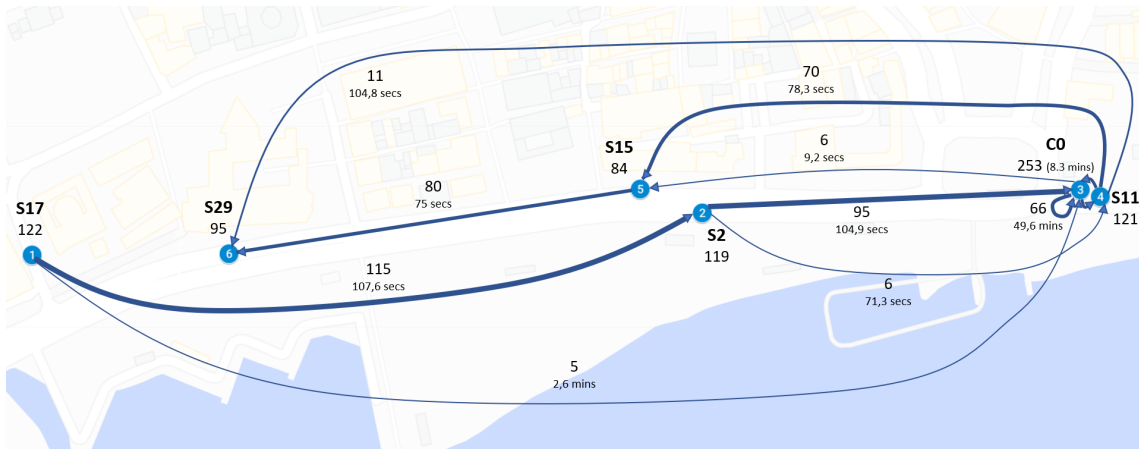 11
104,8 secs
70
78,3 secs
6
9,2 secs
C0
253 (8.3 mins)
S15
84
5
80
75 secs
3
4
S11
121
66
49,6 mins
S17
122
1
S29
95
6
95
104,9 secs
2
S2
119
115
107,6 secs
6
71,3 secs
5
2,6 mins